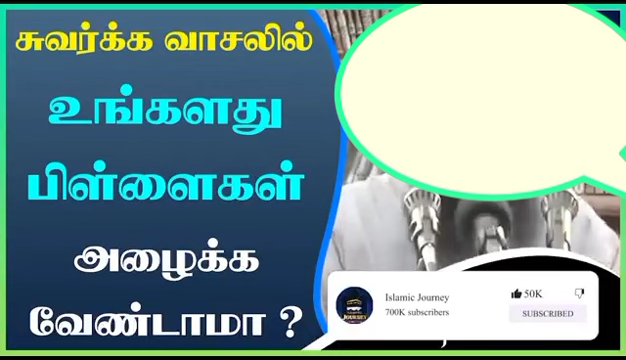 சுவர்க்க வாசலில்
உங்களது
பிள்ளைகள்
அழைக்க
வேண்டாமா ?
Islamic Journey
700K subscribers
50K
SUBSCRIBED